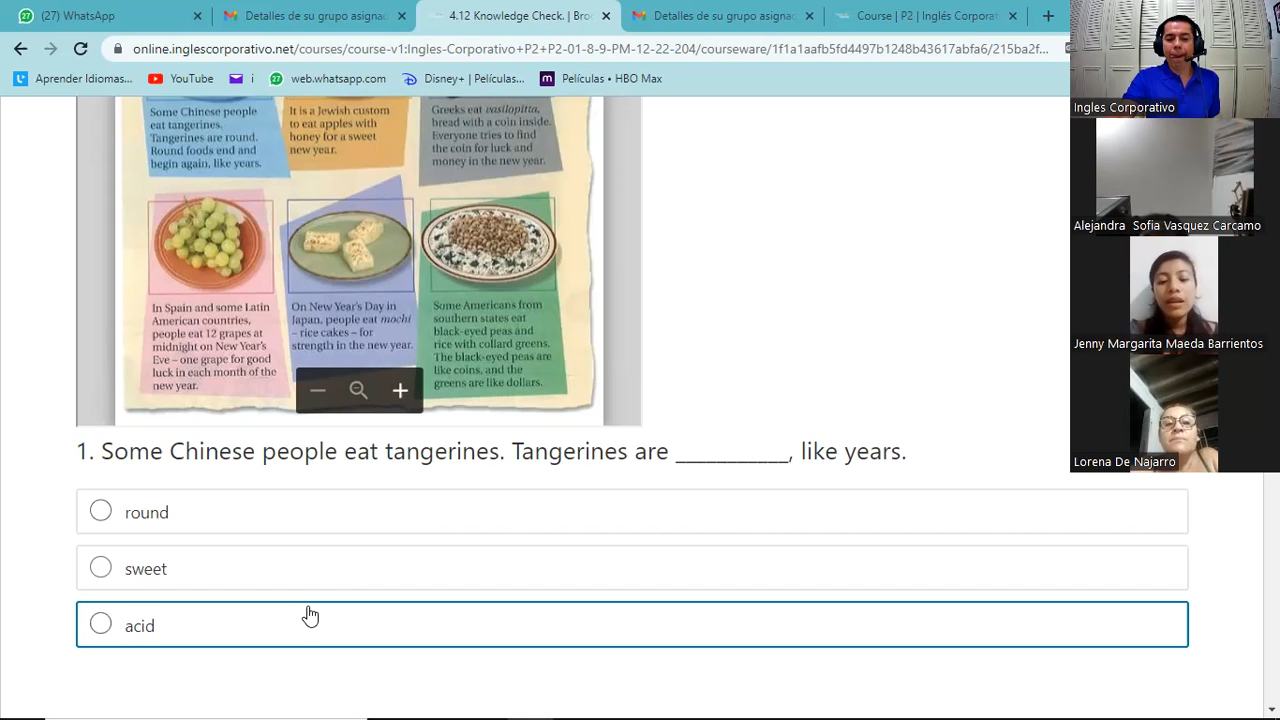 (27) WhatsApp
Detalles de su grupo asignac
4.12 Knowledge Check. | Broc
Detalles de su grupo asignac
Course | P2 | Inglés Corporat
online.inglescorporativo.net/courses/course-v1:Ingles-Corporativo+P2+P2-01-8-9-PM-12-22-204/courseware/
Aprender Idiomas...
YouTube
i
web.whatsapp.com
Disney+ | Películas...
Películas • HBO Max
Some Chinese people
eat tangerines.
Tangerines are round.
Round foods end and
begin again, like years.
It is a Jewish custom
to eat apples with
honey for a sweet
new year.
Greeks eat vasilopitta,
bread with a coin inside.
Everyone tries to find
the coin for luck and
money in the new year.
In Spain and some Latin
American countries,
people eat 12 grapes at
midnight on New Year's
Eve – one grape for good
luck in each month of the
new year.
On New Year's Day in
Japan, people eat mochi
– rice cakes – for
strength in the new year.
Some Americans from
southern states eat
black-eyed peas and
rice with collard greens.
The black-eyed peas are
like coins, and the
greens are like dollars.
1. Some Chinese people eat tangerines. Tangerines are ___________, like years.
round
sweet
acid
Ingles Corporativo
Alejandra Sofia Vasquez Carcamo
Jenny Margarita Maeda Barrientos
Lorena De Najarro